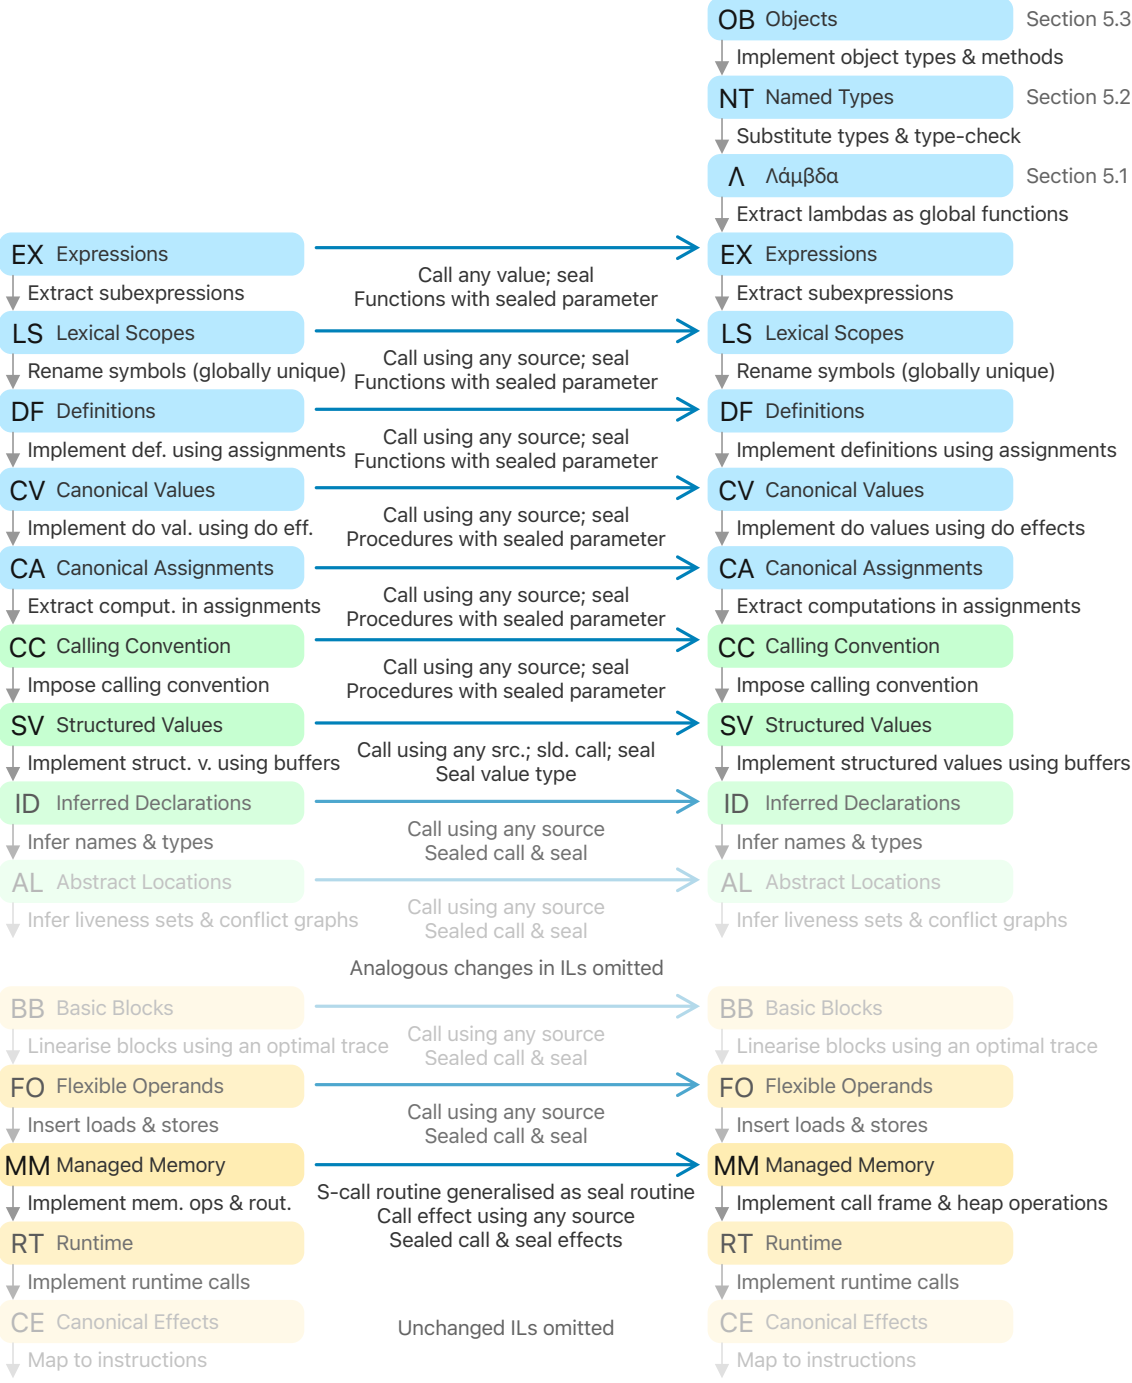 OB Objects Section 5.3
Implement object types & methods
NT Named Types Section 5.2
Substitute types & type-check
Λ Λάμβδα Section 5.1
Extract lambdas as global functions
EX Expressions
Call any value; seal
Functions with sealed parameter
EX Expressions
Extract subexpressions
Extract subexpressions
LS Lexical Scopes
Call using any source; seal
Functions with sealed parameter
LS Lexical Scopes
Rename symbols (globally unique)
Rename symbols (globally unique)
DF Definitions
Call using any source; seal
Functions with sealed parameter
DF Definitions
Implement def. using assignments
Implement definitions using assignments
CV Canonical Values
Call using any source; seal
Procedures with sealed parameter
CV Canonical Values
Implement do val. using do eff.
Implement do values using do effects
CA Canonical Assignments
Call using any source; seal
Procedures with sealed parameter
CA Canonical Assignments
Extract comput. in assignments
Extract computations in assignments
CC Calling Convention
Call using any source; seal
Procedures with sealed parameter
CC Calling Convention
Impose calling convention
Impose calling convention
SV Structured Values
Call using any src.; sld. call; seal
Seal value type
SV Structured Values
Implement struct. v. using buffers
Implement structured values using buffers
ID Inferred Declarations
Call using any source
Sealed call & seal
ID Inferred Declarations
Infer names & types
Infer names & types
AL Abstract Locations
Call using any source
Sealed call & seal
AL Abstract Locations
Infer liveness sets & conflict graphs
Infer liveness sets & conflict graphs
Analogous changes in ILs omitted
BB Basic Blocks
Call using any source
Sealed call & seal
BB Basic Blocks
Linearise blocks using an optimal trace
Linearise blocks using an optimal trace
FO Flexible Operands
Call using any source
Sealed call & seal
FO Flexible Operands
Insert loads & stores
Insert loads & stores
MM Managed Memory
S-call routine generalised as seal routine
Call effect using any source
Sealed call & seal effects
MM Managed Memory
Implement mem. ops & rout.
Implement call frame & heap operations
RT Runtime
RT Runtime
Implement runtime calls
Implement runtime calls
CE Canonical Effects
Unchanged ILs omitted
CE Canonical Effects
Map to instructions
Map to instructions